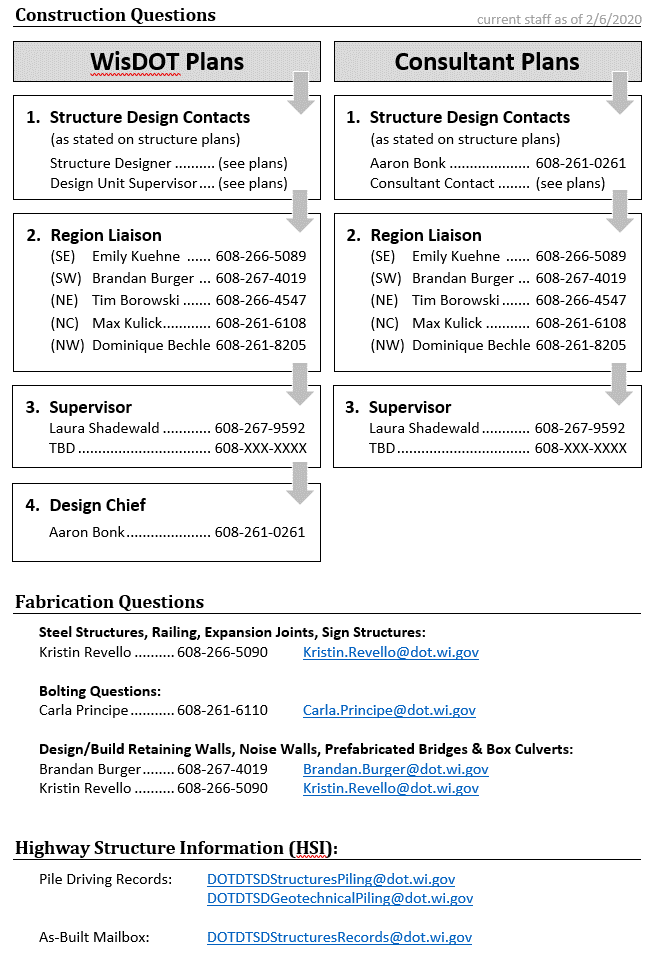 Construction Questions
current staff as of 2/6/2020
WisDOT Plans
1. Structure Design Contacts
(as stated on structure plans)
Structure Designer .......... (see plans)
Design Unit Supervisor.... (see plans)
2. Region Liaison
(SE) Emily Kuehne ...... 608-266-5089
(SW) Brandan Burger ... 608-267-4019
(NE) Tim Borowski ...... 608-266-4547
(NC) Max Kulick............ 608-261-6108
(NW) Dominique Bechle 608-261-8205
3. Supervisor
Laura Shadewald ............ 608-267-9592
TBD ................................. 608-XXX-XXXX
4. Design Chief
Aaron Bonk..................... 608-261-0261
Consultant Plans
1. Structure Design Contacts
(as stated on structure plans)
Aaron Bonk .................... 608-261-0261
Consultant Contact ........ (see plans)
2. Region Liaison
(SE) Emily Kuehne ...... 608-266-5089
(SW) Brandan Burger ... 608-267-4019
(NE) Tim Borowski ....... 608-266-4547
(NC) Max Kulick ........... 608-261-6108
(NW) Dominique Bechle 608-261-8205
3. Supervisor
Laura Shadewald ............ 608-267-9592
TBD ................................. 608-XXX-XXXX
Fabrication Questions
Steel Structures, Railing, Expansion Joints, Sign Structures:
Kristin Revello .......... 608-266-5090 Kristin.Revello@dot.wi.gov
Bolting Questions:
Carla Principe ........... 608-261-6110 Carla.Principe@dot.wi.gov
Design/Build Retaining Walls, Noise Walls, Prefabricated Bridges & Box Culverts:
Brandan Burger........ 608-267-4019 Brandan.Burger@dot.wi.gov
Kristin Revello .......... 608-266-5090 Kristin.Revello@dot.wi.gov
Highway Structure Information (HSI):
Pile Driving Records: DOTDTSDStructuresPiling@dot.wi.gov
DOTDTSDGeotechnicalPiling@dot.wi.gov
As-Built Mailbox: DOTDTSDStructuresRecords@dot.wi.gov